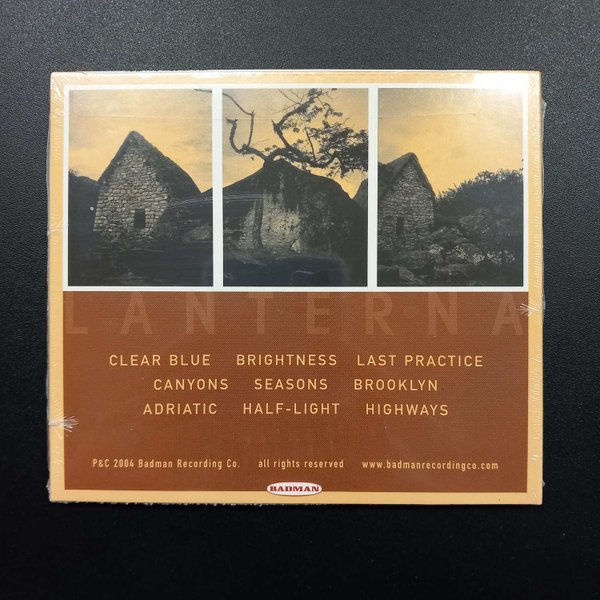 LANTERNA
CLEAR BLUE BRIGHTNESS LAST PRACTICE
CANYONS SEASONS BROOKLYN
ADRIATIC HALF-LIGHT HIGHWAYS
P&C 2004 Badman Recording Co. all rights reserved www.badmanrecordingco.com
BADMAN